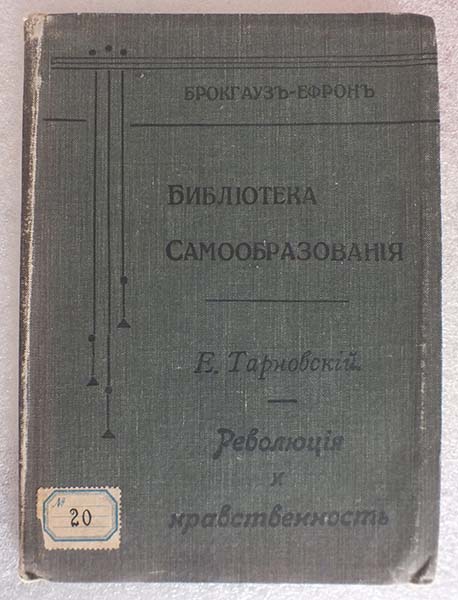 БРОКГАУЗЪ-ЕФРОНЪ
БИБЛІОТЕКА
САМООБРАЗОВАНІЯ
Е. Тарновскій.
Революція
и
нравственность
№
20